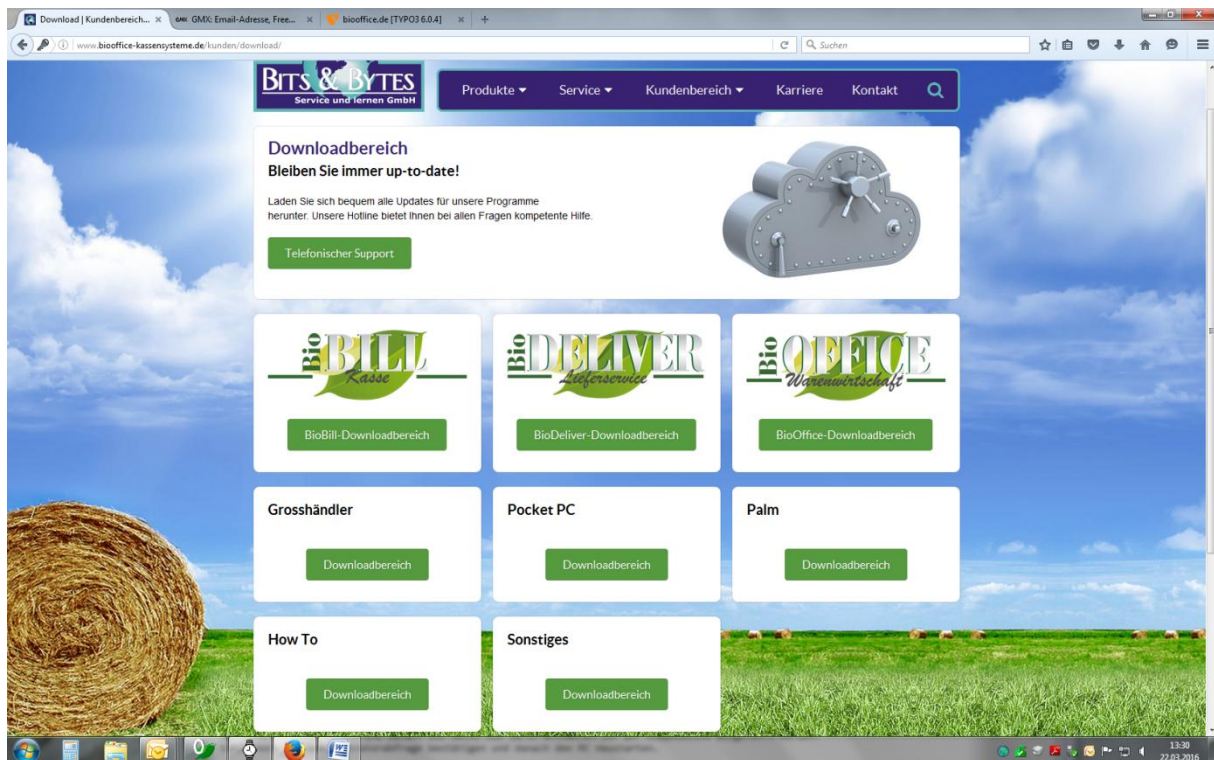 Download | Kundenbereich...
GMX: Email-Adresse, Free...
biooffice.de [TYPO3 6.0.4]
www.biooffice-kassensysteme.de/kunden/download/
Suchen
BITS & BYTES
Service und lernen GmbH
Produkte
Service
Kundenbereich
Karriere
Kontakt
Downloadbereich
Bleiben Sie immer up-to-date!
Laden Sie sich bequem alle Updates für unsere Programme
herunter. Unsere Hotline bietet Ihnen bei allen Fragen kompetente Hilfe.
Telefonischer Support
Bio BILL
Kasse
BioBill-Downloadbereich
Bio DELIVER
Lieferservice
BioDeliver-Downloadbereich
Bio OFFICE
Warenwirtschaft
BioOffice-Downloadbereich
Grosshändler
Downloadbereich
Pocket PC
Downloadbereich
Palm
Downloadbereich
How To
Downloadbereich
Sonstiges
Downloadbereich
13:30
22.03.2016